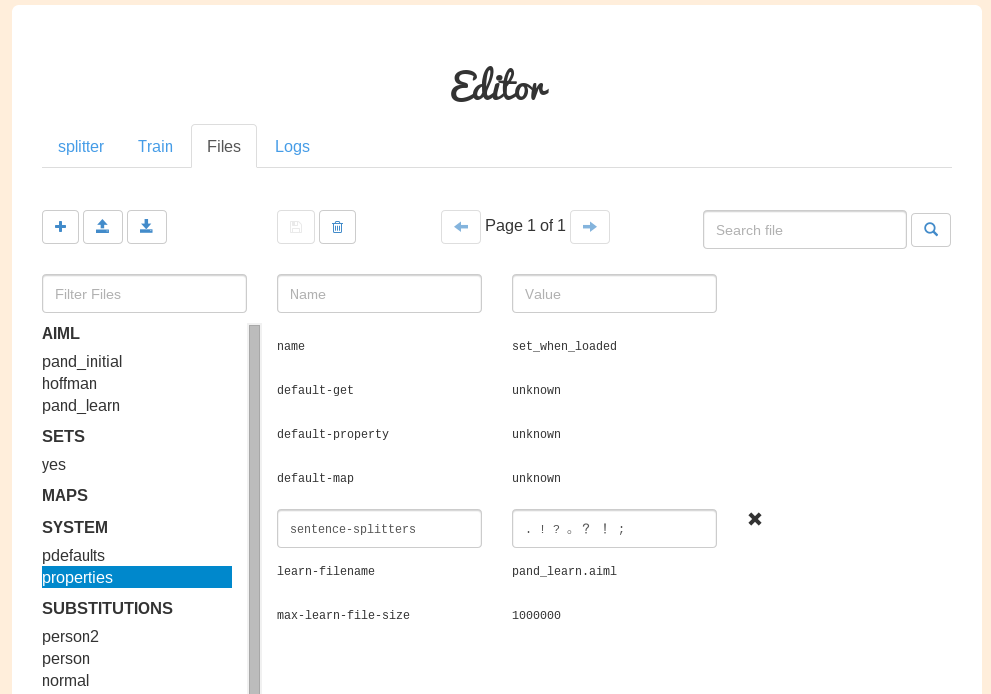 Editor
splitter Train Files Logs
Page 1 of 1 Search file
Filter Files Name Value
AIML
pand_initial
hoffman
pand_learn
SETS
yes
MAPS
SYSTEM
pdefaults
properties
SUBSTITUTIONS
person2
person
normal
name set_when_loaded
default-get unknown
default-property unknown
default-map unknown
sentence-splitters . ! ? 。？ ！ ;
learn-filename pand_learn.aiml
max-learn-file-size 1000000